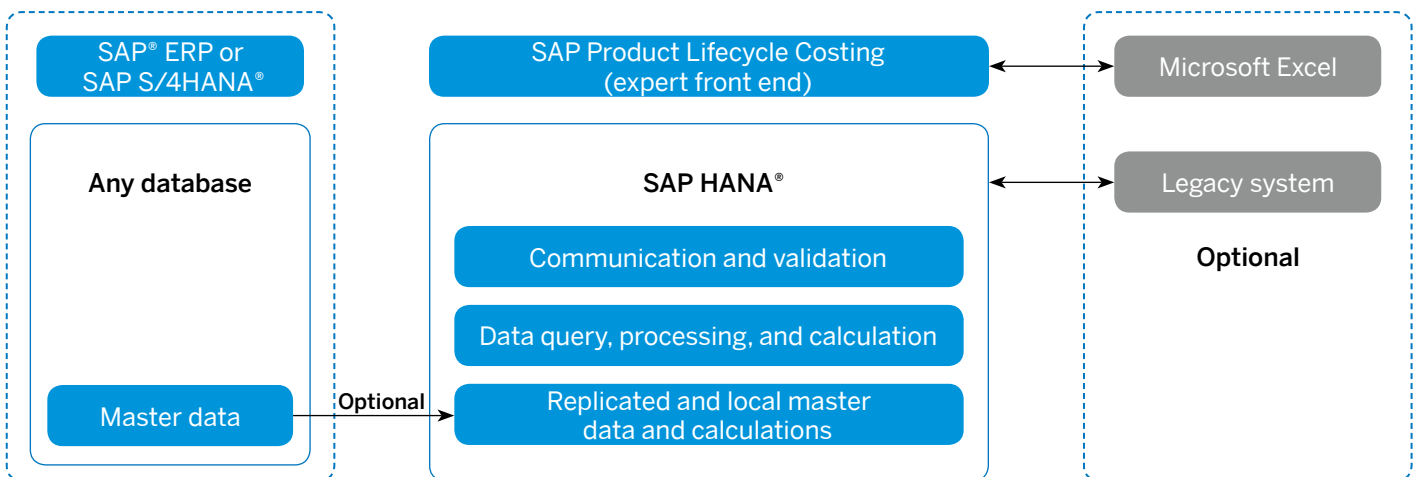 SAP® ERP or
SAP S/4HANA®
Any database
Master data
Optional
SAP Product Lifecycle Costing
(expert front end)
SAP HANA®
Communication and validation
Data query, processing, and calculation
Replicated and local master
data and calculations
Microsoft Excel
Legacy system
Optional